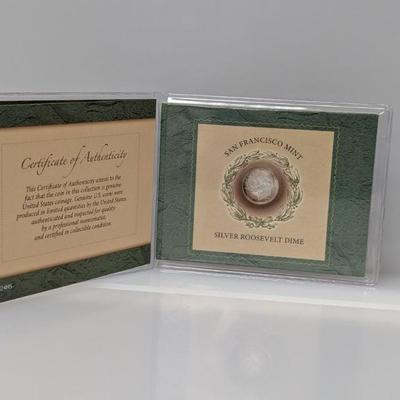 Certificate of Authenticity
This Certificate of Authenticity attests to the
fact that the coin in this collection is genuine
United States coinage. Genuine U.S. coins were
produced in limited quantities by the United States,
authenticated and inspected for quality
by a professional numismatist,
and certified in collectible condition.
SAN FRANCISCO MINT
SILVER ROOSEVELT DIME